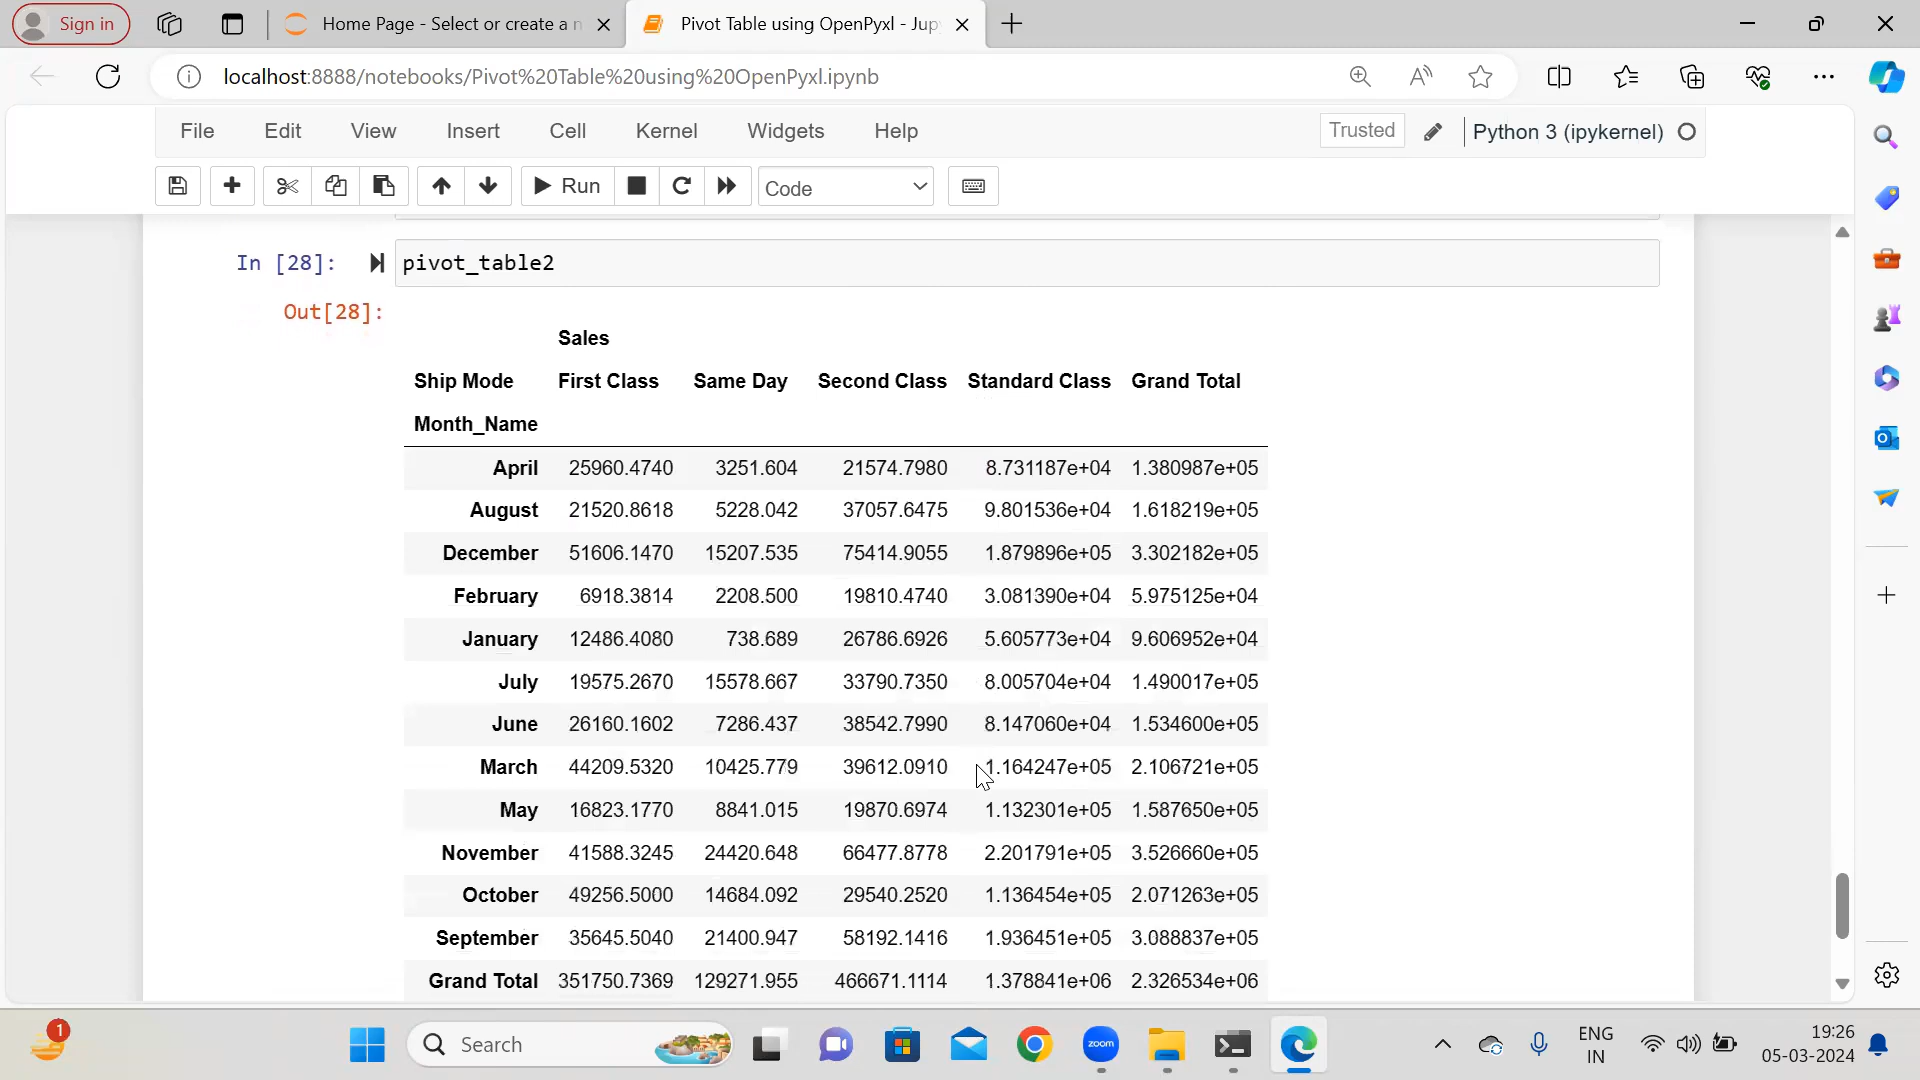 Sign in
Home Page - Select or create a n
Pivot Table using OpenPyxl - Jup
localhost:8888/notebooks/Pivot%20Table%20using%20OpenPyxl.ipynb
File Edit View Insert Cell Kernel Widgets Help
Trusted
Python 3 (ipykernel)
Run
Code
In [28]: pivot_table2
Out[28]:
Sales
Ship Mode First Class Same Day Second Class Standard Class Grand Total
Month_Name
April 25960.4740 3251.604 21574.7980 8.731187e+04 1.380987e+05
August 21520.8618 5228.042 37057.6475 9.801536e+04 1.618219e+05
December 51606.1470 15207.535 75414.9055 1.879896e+05 3.302182e+05
February 6918.3814 2208.500 19810.4740 3.081390e+04 5.975125e+04
January 12486.4080 738.689 26786.6926 5.605773e+04 9.606952e+04
July 19575.2670 15578.667 33790.7350 8.005704e+04 1.490017e+05
June 26160.1602 7286.437 38542.7990 8.147060e+04 1.534600e+05
March 44209.5320 10425.779 39612.0910 1.164247e+05 2.106721e+05
May 16823.1770 8841.015 19870.6974 1.132301e+05 1.587650e+05
November 41588.3245 24420.648 66477.8778 2.201791e+05 3.526660e+05
October 49256.5000 14684.092 29540.2520 1.136454e+05 2.071263e+05
September 35645.5040 21400.947 58192.1416 1.936451e+05 3.088837e+05
Grand Total 351750.7369 129271.955 466671.1114 1.378841e+06 2.326534e+06
1
Search
zoom
ENG
IN
19:26
05-03-2024